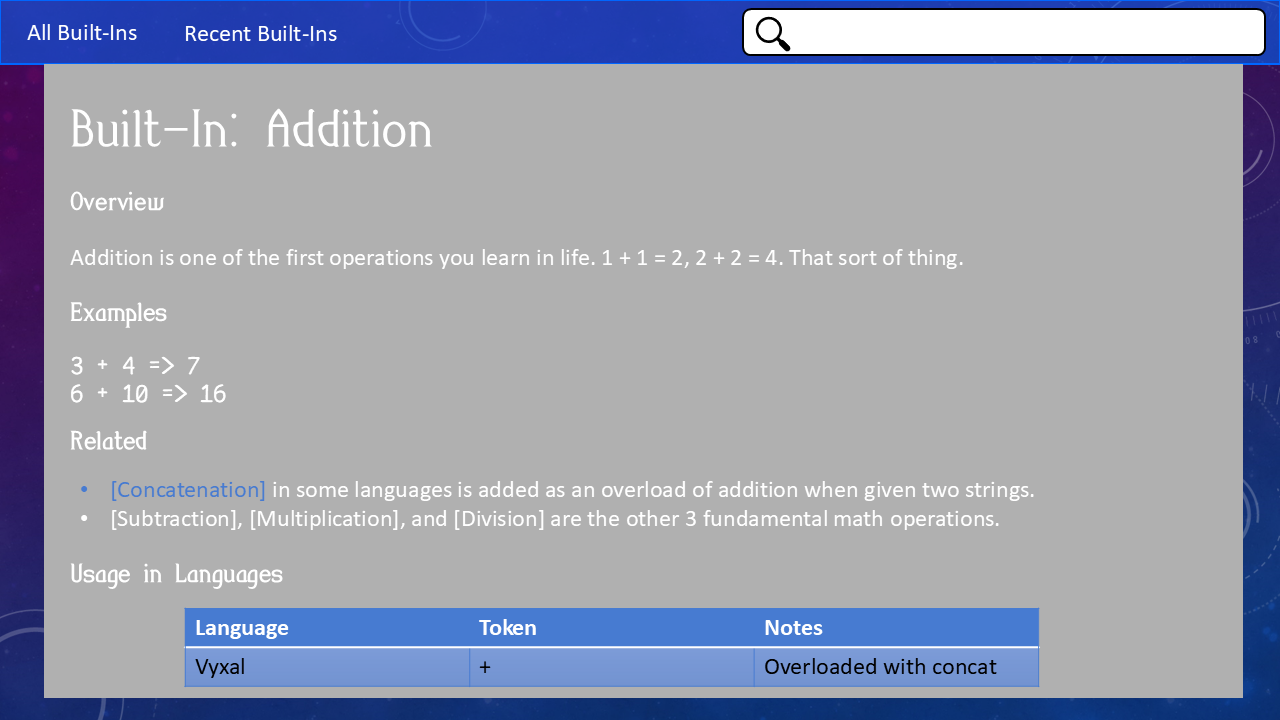 All Built-Ins
Recent Built-Ins
Built-In: Addition
Overview
Addition is one of the first operations you learn in life. 1 + 1 = 2, 2 + 2 = 4. That sort of thing.
Examples
3 + 4 => 7
6 + 10 => 16
Related
• [Concatenation] in some languages is added as an overload of addition when given two strings.
• [Subtraction], [Multiplication], and [Division] are the other 3 fundamental math operations.
Usage in Languages
Language Token Notes
Vyxal + Overloaded with concat